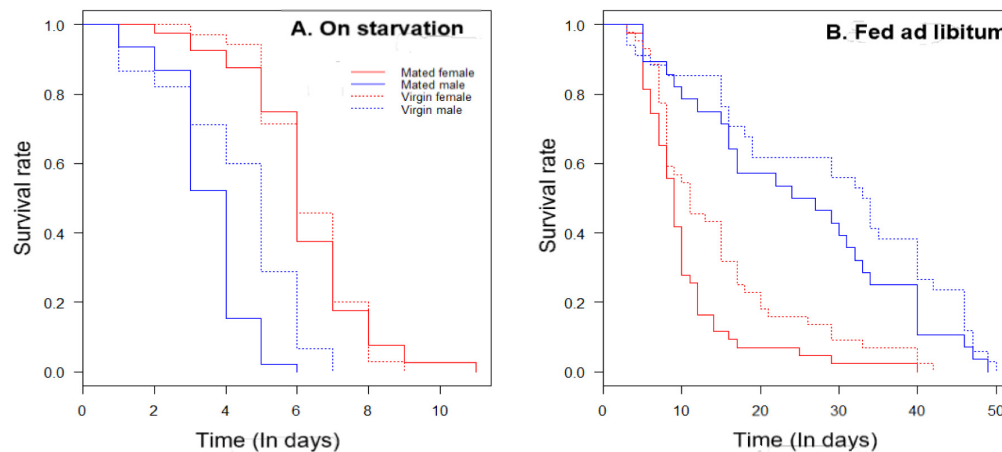 A. On starvation
Mated female
Mated male
Virgin female
Virgin male
Survival rate
1.0
0.8
0.6
0.4
0.2
0.0
0 2 4 6 8 10
Time (In days)
B. Fed ad libitum
Survival rate
1.0
0.8
0.6
0.4
0.2
0.0
0 10 20 30 40 50
Time (In days)